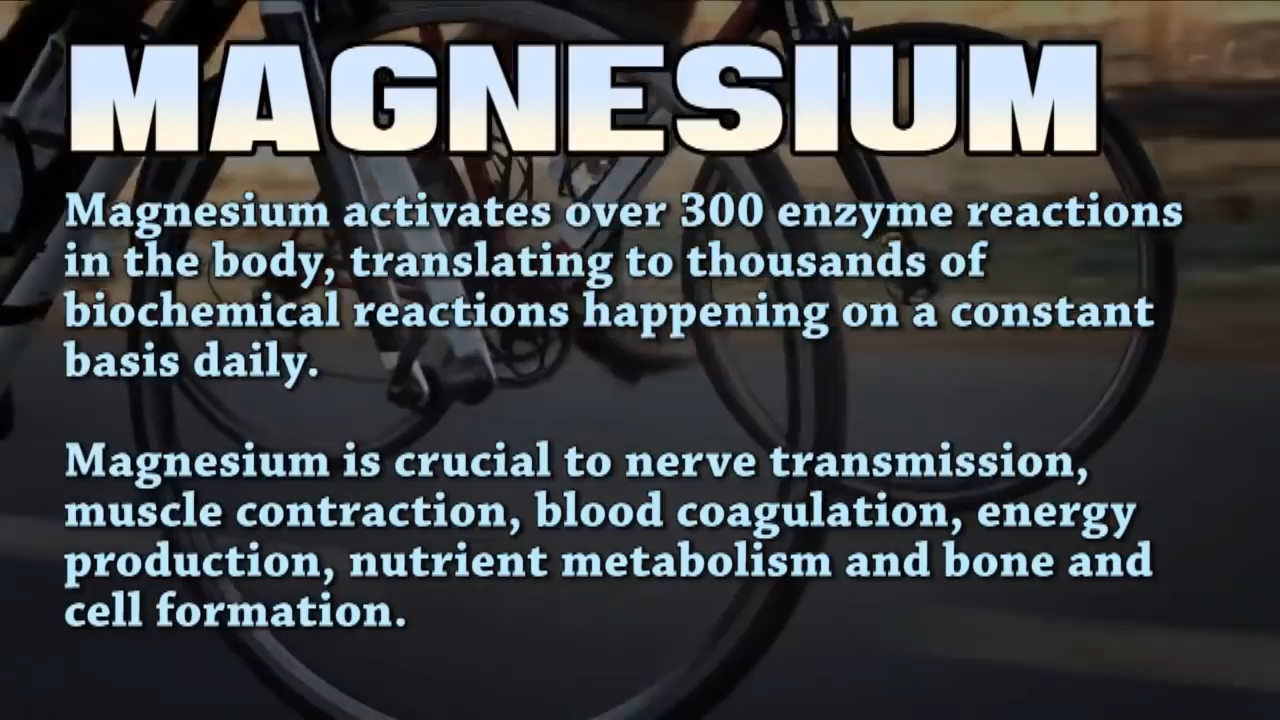 MAGNESIUM
Magnesium activates over 300 enzyme reactions
in the body, translating to thousands of
biochemical reactions happening on a constant
basis daily.
Magnesium is crucial to nerve transmission,
muscle contraction, blood coagulation, energy
production, nutrient metabolism and bone and
cell formation.